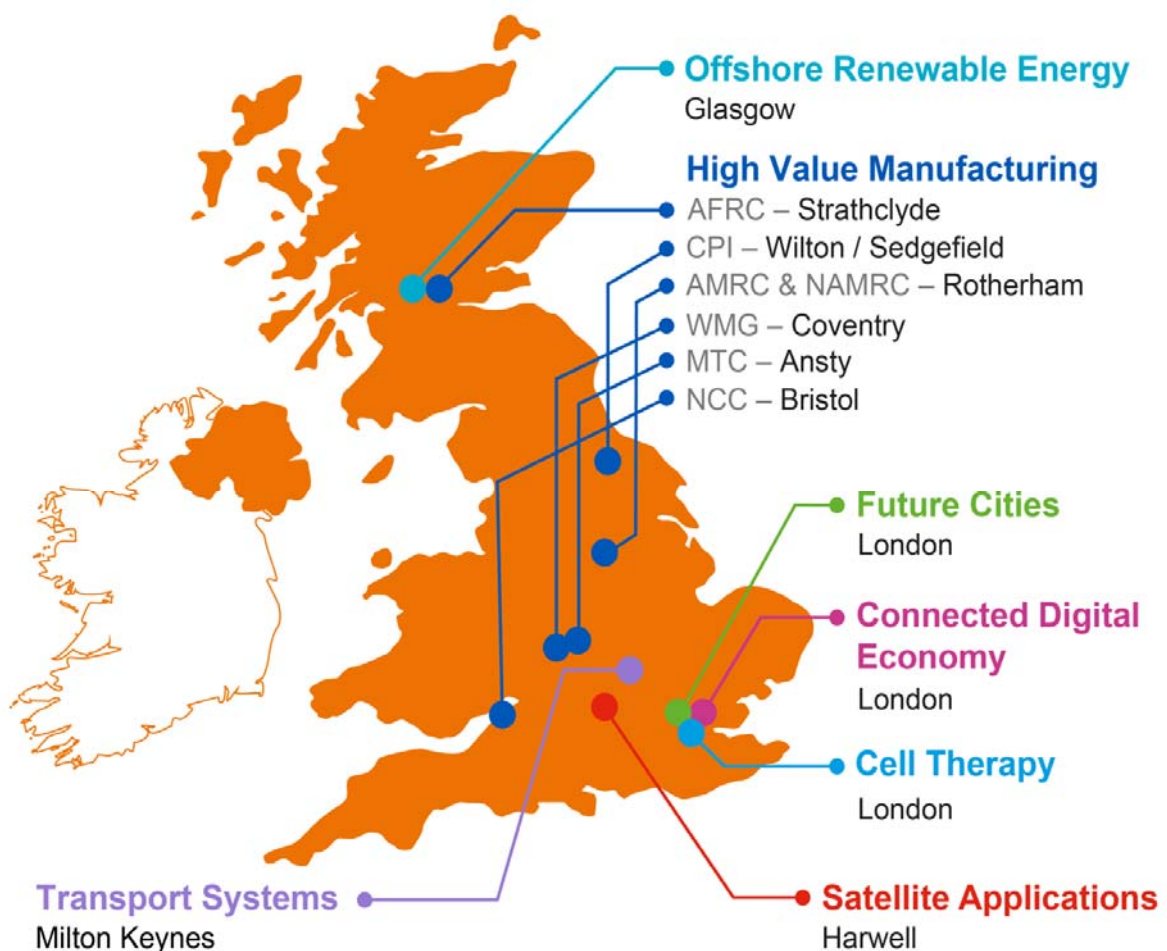 Offshore Renewable Energy
Glasgow
High Value Manufacturing
AFRC – Strathclyde
CPI – Wilton / Sedgefield
AMRC & NAMRC – Rotherham
WMG – Coventry
MTC – Ansty
NCC – Bristol
Future Cities
London
Connected Digital
Economy
London
Cell Therapy
London
Transport Systems
Milton Keynes
Satellite Applications
Harwell